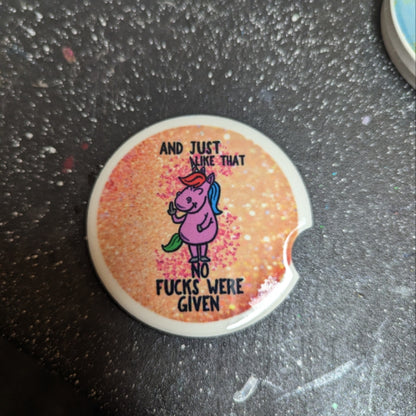 AND JUST
LIKE THAT
NO
FUCKS WERE
GIVEN